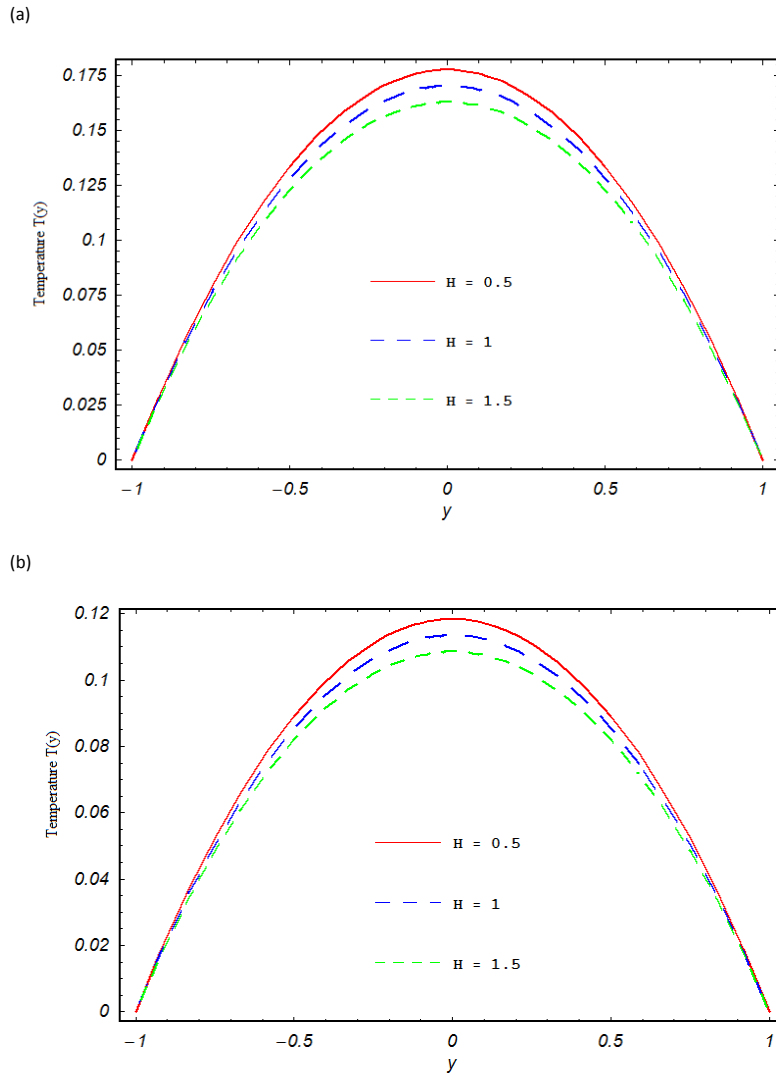 (a)
0.175
0.15
0.125
0.1
0.075
0.05
0.025
0
Temperature T(y)
H = 0.5
H = 1
H = 1.5
−1 −0.5 0 0.5 1
y
(b)
0.12
0.1
0.08
0.06
0.04
0.02
0
Temperature T(y)
H = 0.5
H = 1
H = 1.5
−1 −0.5 0 0.5 1
y